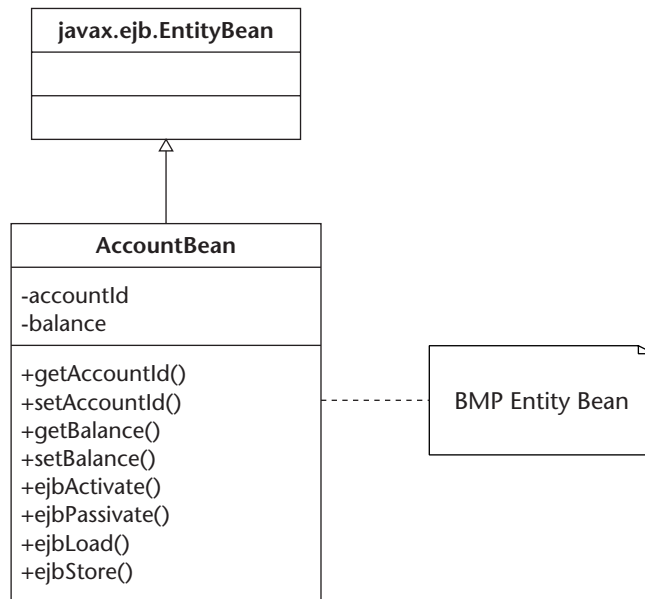 javax.ejb.EntityBean
AccountBean
-accountId
-balance
+getAccountId()
+setAccountId()
+getBalance()
+setBalance()
+ejbActivate()
+ejbPassivate()
+ejbLoad()
+ejbStore()
BMP Entity Bean